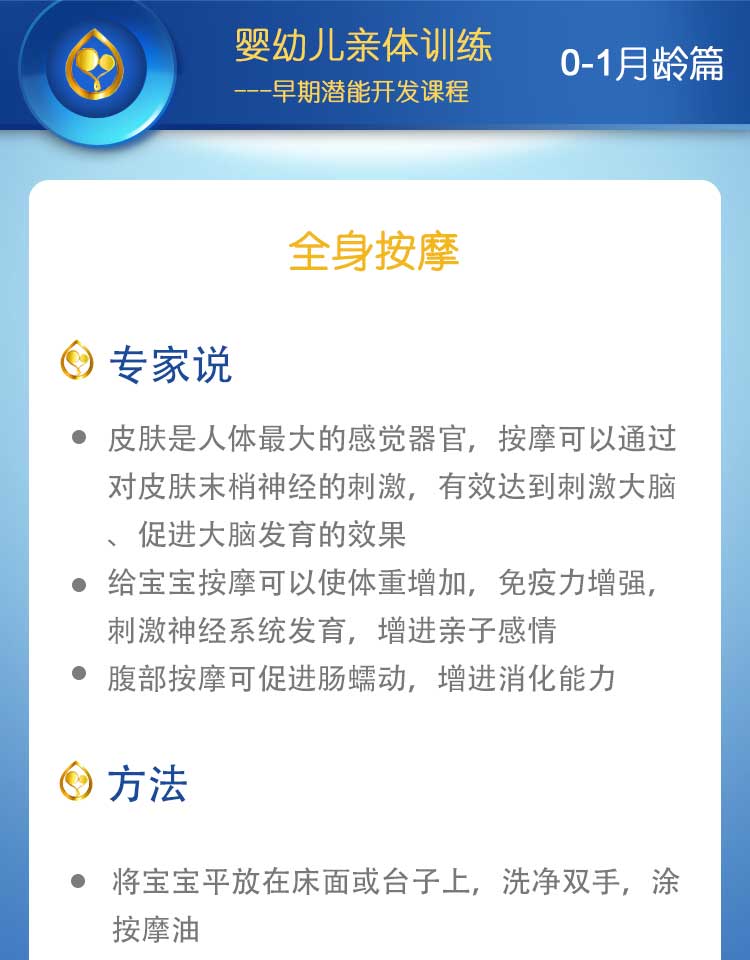 婴幼儿亲体训练
---早期潜能开发课程
0-1月龄篇
全身按摩
专家说
皮肤是人体最大的感觉器官，按摩可以通过
对皮肤末梢神经的刺激，有效达到刺激大脑
、促进大脑发育的效果
给宝宝按摩可以使体重增加，免疫力增强，
刺激神经系统发育，增进亲子感情
腹部按摩可促进肠蠕动，增进消化能力
方法
将宝宝平放在床面或台子上，洗净双手，涂
按摩油